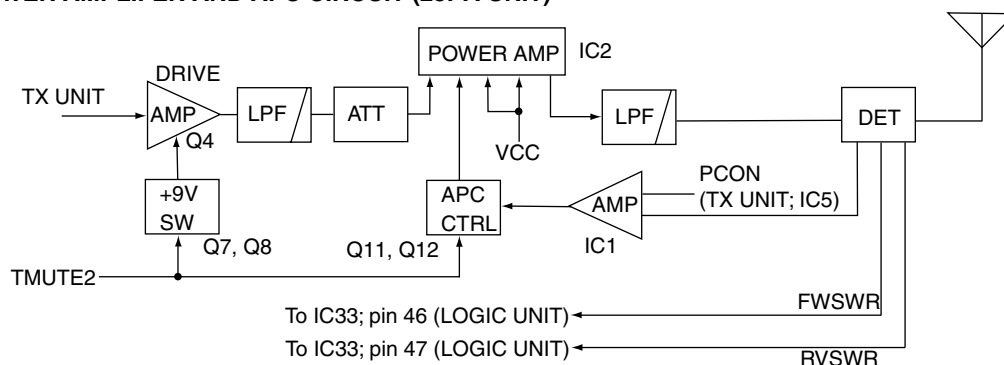 POWER AMP
IC2
DRIVE
TX UNIT
AMP
Q4
LPF
ATT
LPF
DET
VCC
+9V
SW
Q7, Q8
APC
CTRL
Q11, Q12
AMP
IC1
PCON
(TX UNIT; IC5)
TMUTE2
FWSWR
To IC33; pin 46 (LOGIC UNIT)
To IC33; pin 47 (LOGIC UNIT)
RVSWR